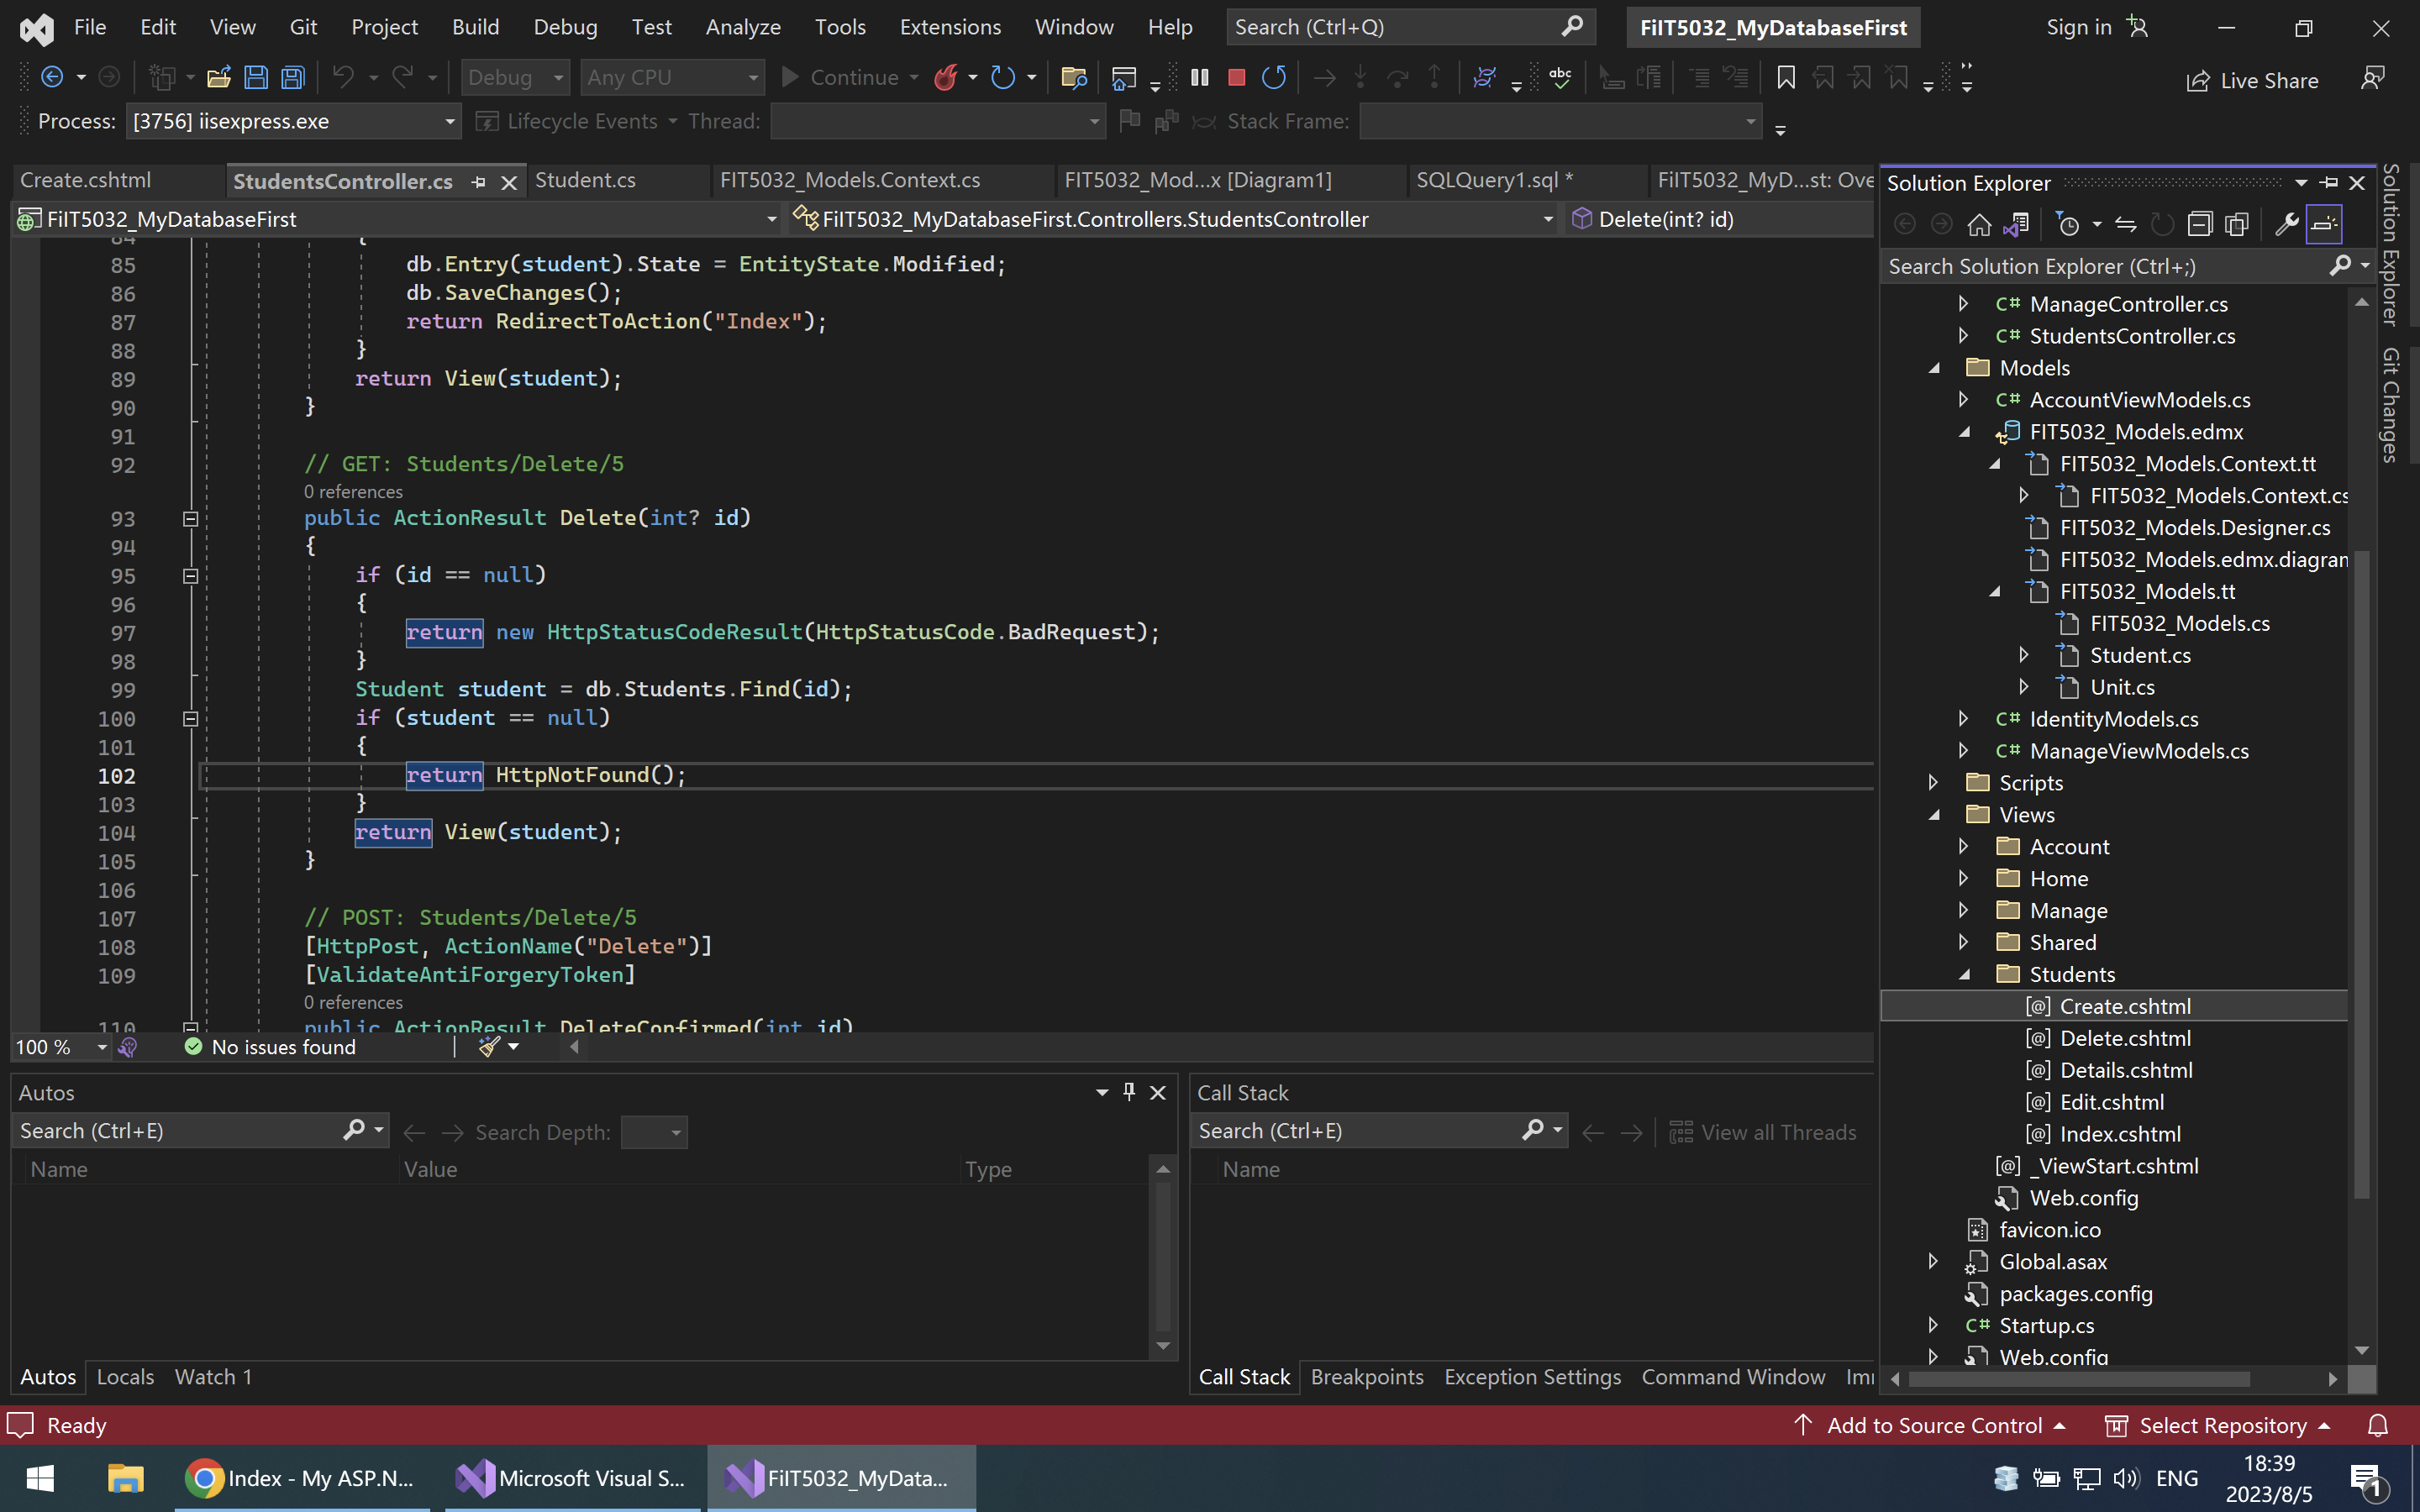 File Edit View Git Project Build Debug Test Analyze Tools Extensions Window Help Search (Ctrl+Q) FiIT5032_MyDatabaseFirst Sign in
Debug Any CPU Continue abc Live Share
Process: [3756] iisexpress.exe Lifecycle Events Thread: Stack Frame:
Create.cshtml StudentsController.cs Student.cs FIT5032_Models.Context.cs FIT5032_Mod...x [Diagram1] SQLQuery1.sql * FiIT5032_MyD...st: Ove
FiIT5032_MyDatabaseFirst FiIT5032_MyDatabaseFirst.Controllers.StudentsController Delete(int? id)
84 {
85 db.Entry(student).State = EntityState.Modified;
86 db.SaveChanges();
87 return RedirectToAction("Index");
88 }
89 return View(student);
90 }
91
92 // GET: Students/Delete/5
0 references
93 public ActionResult Delete(int? id)
94 {
95 if (id == null)
96 {
97 return new HttpStatusCodeResult(HttpStatusCode.BadRequest);
98 }
99 Student student = db.Students.Find(id);
100 if (student == null)
101 {
102 return HttpNotFound();
103 }
104 return View(student);
105 }
106
107 // POST: Students/Delete/5
108 [HttpPost, ActionName("Delete")]
109 [ValidateAntiForgeryToken]
0 references
110 public ActionResult DeleteConfirmed(int id)
100 % No issues found
Autos
Search (Ctrl+E) Search Depth:
Name Value Type
Autos Locals Watch 1
Call Stack
Search (Ctrl+E) View all Threads
Name
Call Stack Breakpoints Exception Settings Command Window Imr
Solution Explorer
Search Solution Explorer (Ctrl+;)
C# ManageController.cs
C# StudentsController.cs
Models
C# AccountViewModels.cs
FIT5032_Models.edmx
FIT5032_Models.Context.tt
FIT5032_Models.Context.cs
FIT5032_Models.Designer.cs
FIT5032_Models.edmx.diagran
FIT5032_Models.tt
FIT5032_Models.cs
Student.cs
Unit.cs
C# IdentityModels.cs
C# ManageViewModels.cs
Scripts
Views
Account
Home
Manage
Shared
Students
[@] Create.cshtml
[@] Delete.cshtml
[@] Details.cshtml
[@] Edit.cshtml
[@] Index.cshtml
[@] _ViewStart.cshtml
Web.config
favicon.ico
Global.asax
packages.config
C# Startup.cs
Web.config
Solution Explorer
Git Changes
Ready Add to Source Control Select Repository
Index - My ASP.N... Microsoft Visual S... FiIT5032_MyData... ENG 18:39
2023/8/5
1